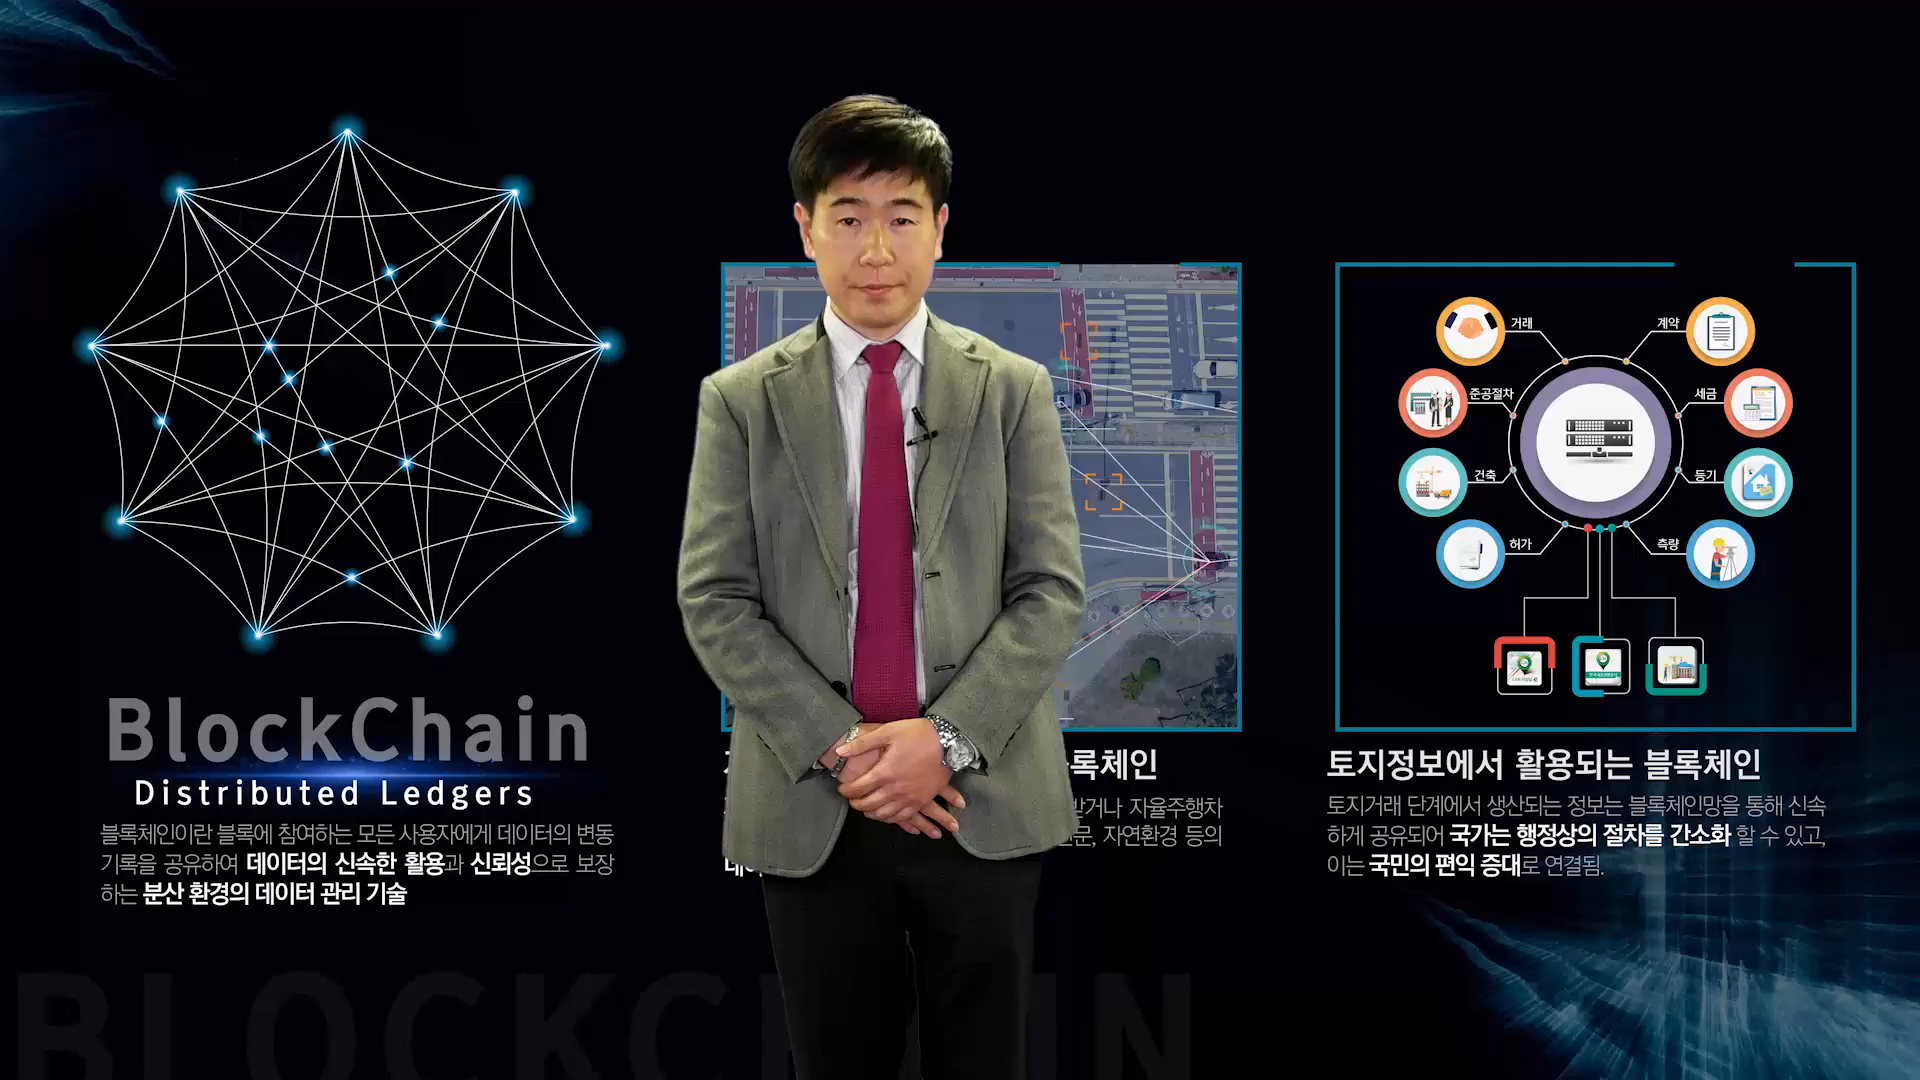 BlockChain
Distributed Ledgers
블록체인이란 블록에 참여하는 모든 사용자에게 데이터의 변동
기록을 공유하여 데이터의 신속한 활용과 신뢰성으로 보장
하는 분산 환경의 데이터 관리 기술
록체인
받거나 자율주행차
자연환경 등의
거래
계약
준공절차
세금
건축
등기
허가
측량
토지정보에서 활용되는 블록체인
토지거래 단계에서 생산되는 정보는 블록체인망을 통해 신속
하게 공유되어 국가는 행정상의 절차를 간소화 할 수 있고,
이는 국민의 편익 증대로 연결됨.
BLOCKCHAIN